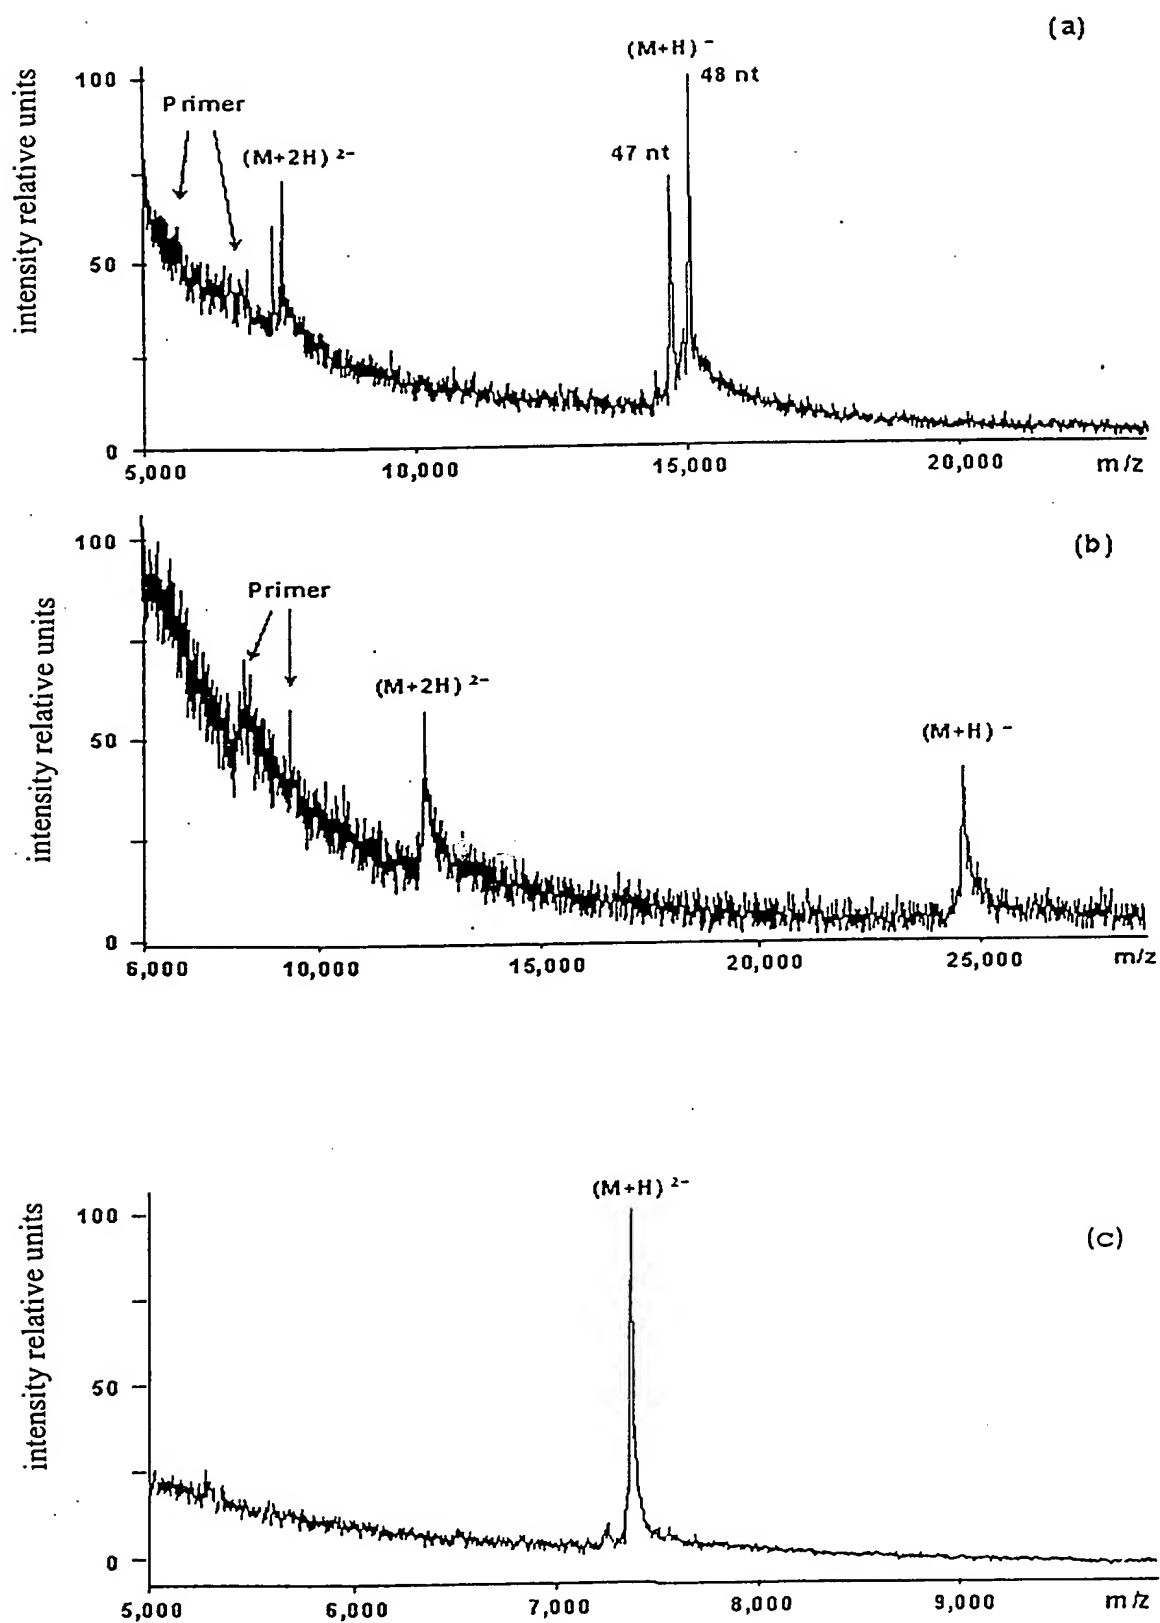 (a)
(M+H) ⁻
48 nt
100
Primer
(M+2H) ²⁻
47 nt
50
0
intensity relative units
5,000 10,000 15,000 20,000 m/z
(b)
100
Primer
(M+2H) ²⁻
(M+H) ⁻
50
0
intensity relative units
6,000 10,000 15,000 20,000 25,000 m/z
(M+H) ²⁻
(c)
100
50
0
intensity relative units
5,000 6,000 7,000 8,000 9,000 m/z